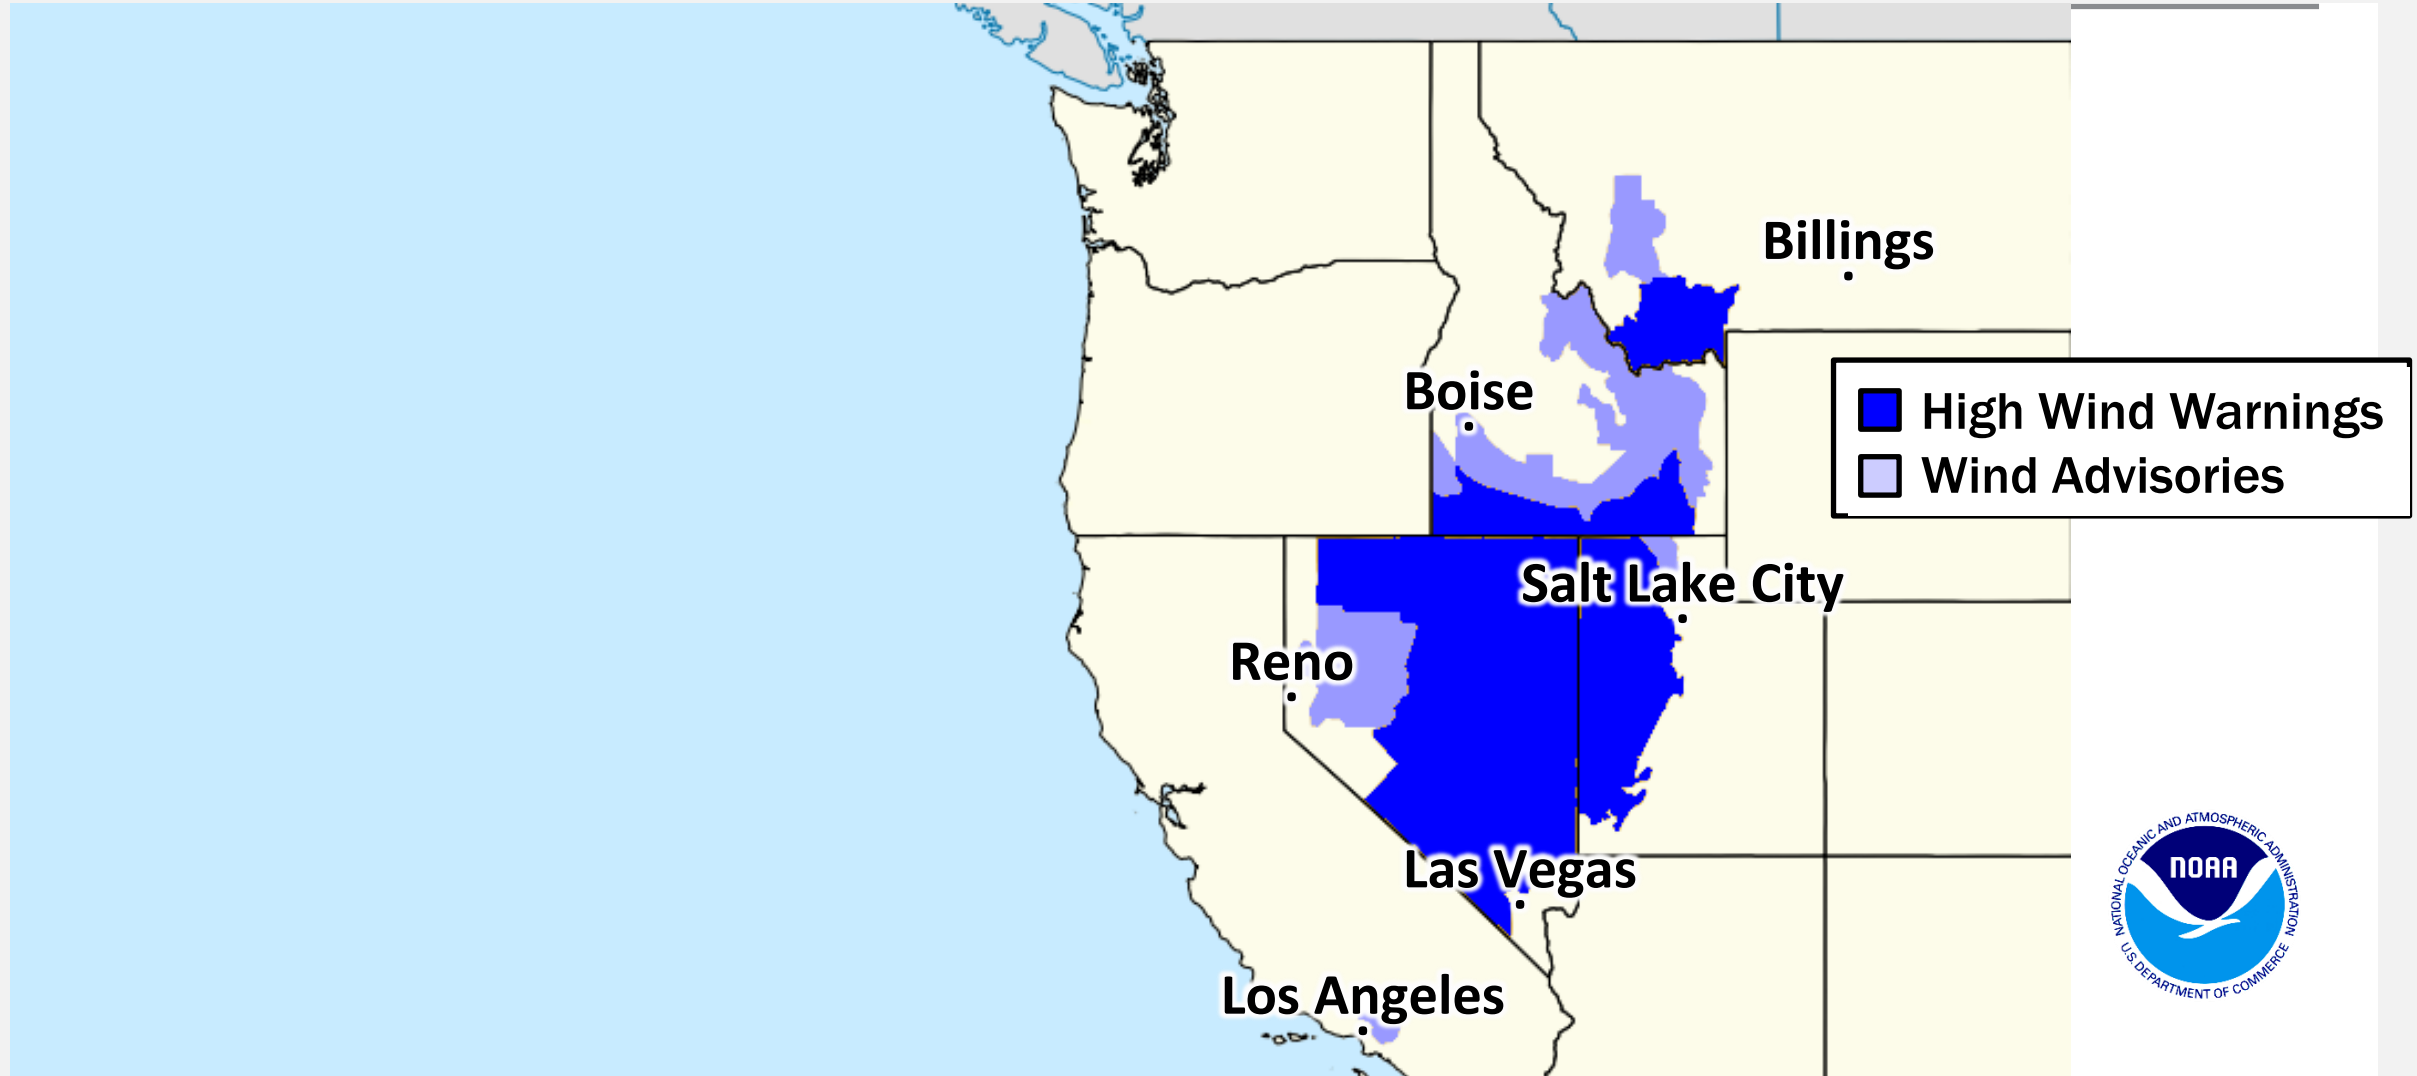 Billings
Boise
High Wind Warnings
Wind Advisories
Salt Lake City
Reno
Las Vegas
Los Angeles
NATIONAL OCEANIC AND ATMOSPHERIC ADMINISTRATION
NOAA
U.S. DEPARTMENT OF COMMERCE